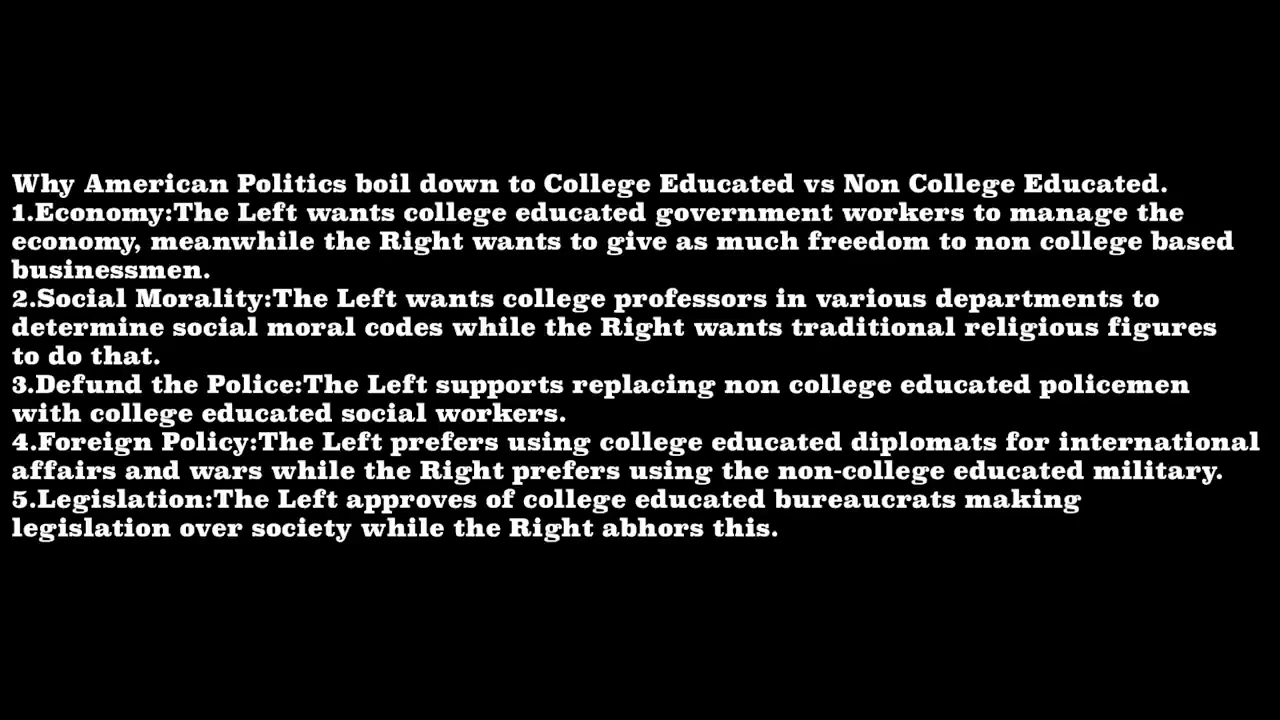 Why American Politics boil down to College Educated vs Non College Educated.
1.Economy:The Left wants college educated government workers to manage the
economy, meanwhile the Right wants to give as much freedom to non college based
businessmen.
2.Social Morality:The Left wants college professors in various departments to
determine social moral codes while the Right wants traditional religious figures
to do that.
3.Defund the Police:The Left supports replacing non college educated policemen
with college educated social workers.
4.Foreign Policy:The Left prefers using college educated diplomats for international
affairs and wars while the Right prefers using the non-college educated military.
5.Legislation:The Left approves of college educated bureaucrats making
legislation over society while the Right abhors this.